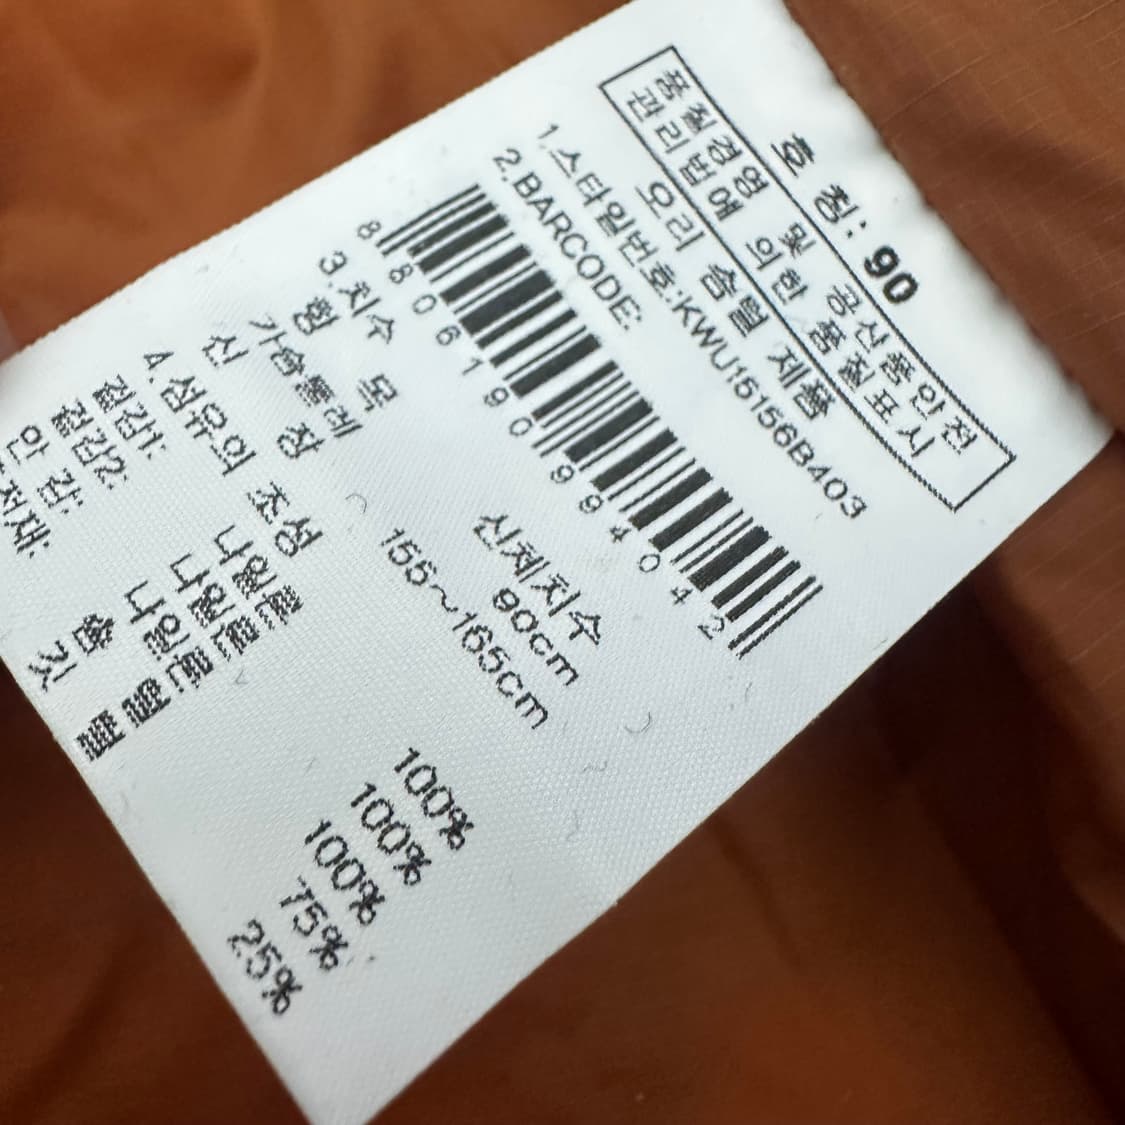 호 칭: 90
품질경영 및 공산품안전
관리법에 의한 품질표시
오리 솜털 제품
1.스타일번호:KWU15156B403
2.BARCODE:
8806190994042
3.치수 목 신체치수
가슴둘레 90cm
신 장 155~165cm
4.섬유의 조성
겉감1: 나일론 100%
겉감2: 나일론 100%
안 감: 나일론 100%
솜털 75%
깃털 25%